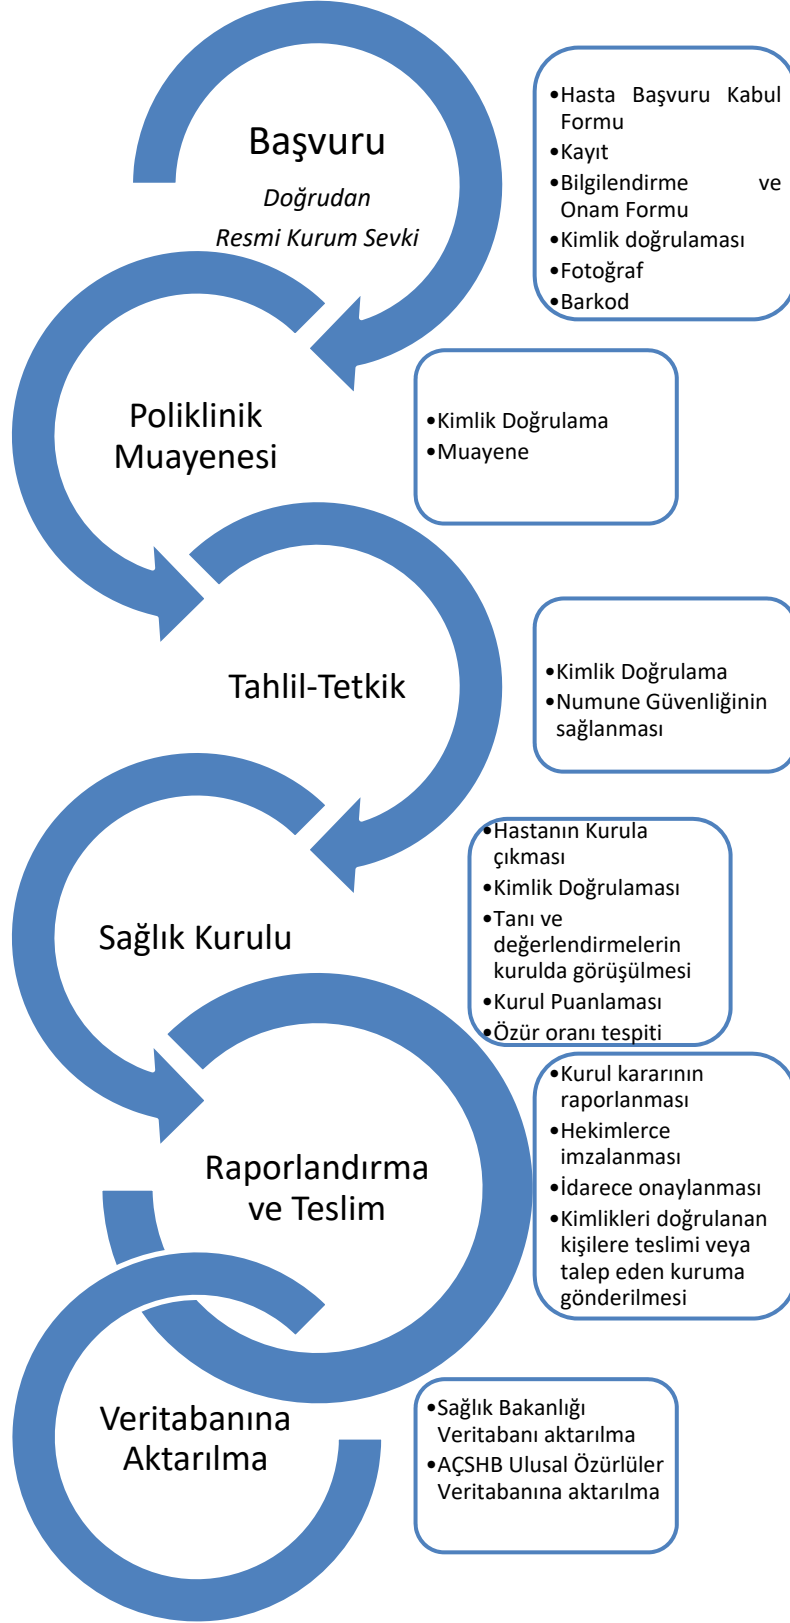 Başvuru
Doğrudan
Resmi Kurum Sevki
•Hasta Başvuru Kabul
Formu
•Kayıt
•Bilgilendirme ve
Onam Formu
•Kimlik doğrulaması
•Fotoğraf
•Barkod
Poliklinik
Muayenesi
•Kimlik Doğrulama
•Muayene
Tahlil-Tetkik
•Kimlik Doğrulama
•Numune Güvenliğinin
sağlanması
Sağlık Kurulu
•Hastanın Kurula
çıkması
•Kimlik Doğrulaması
•Tanı ve
değerlendirmelerin
kurulda görüşülmesi
•Kurul Puanlaması
•Özür oranı tespiti
Raporlandırma
ve Teslim
•Kurul kararının
raporlanması
•Hekimlerce
imzalanması
•İdarece onaylanması
•Kimlikleri doğrulanan
kişilere teslimi veya
talep eden kuruma
gönderilmesi
Veritabanına
Aktarılma
•Sağlık Bakanlığı
Veritabanı aktarılma
•AÇSHB Ulusal Özürlüler
Veritabanına aktarılma